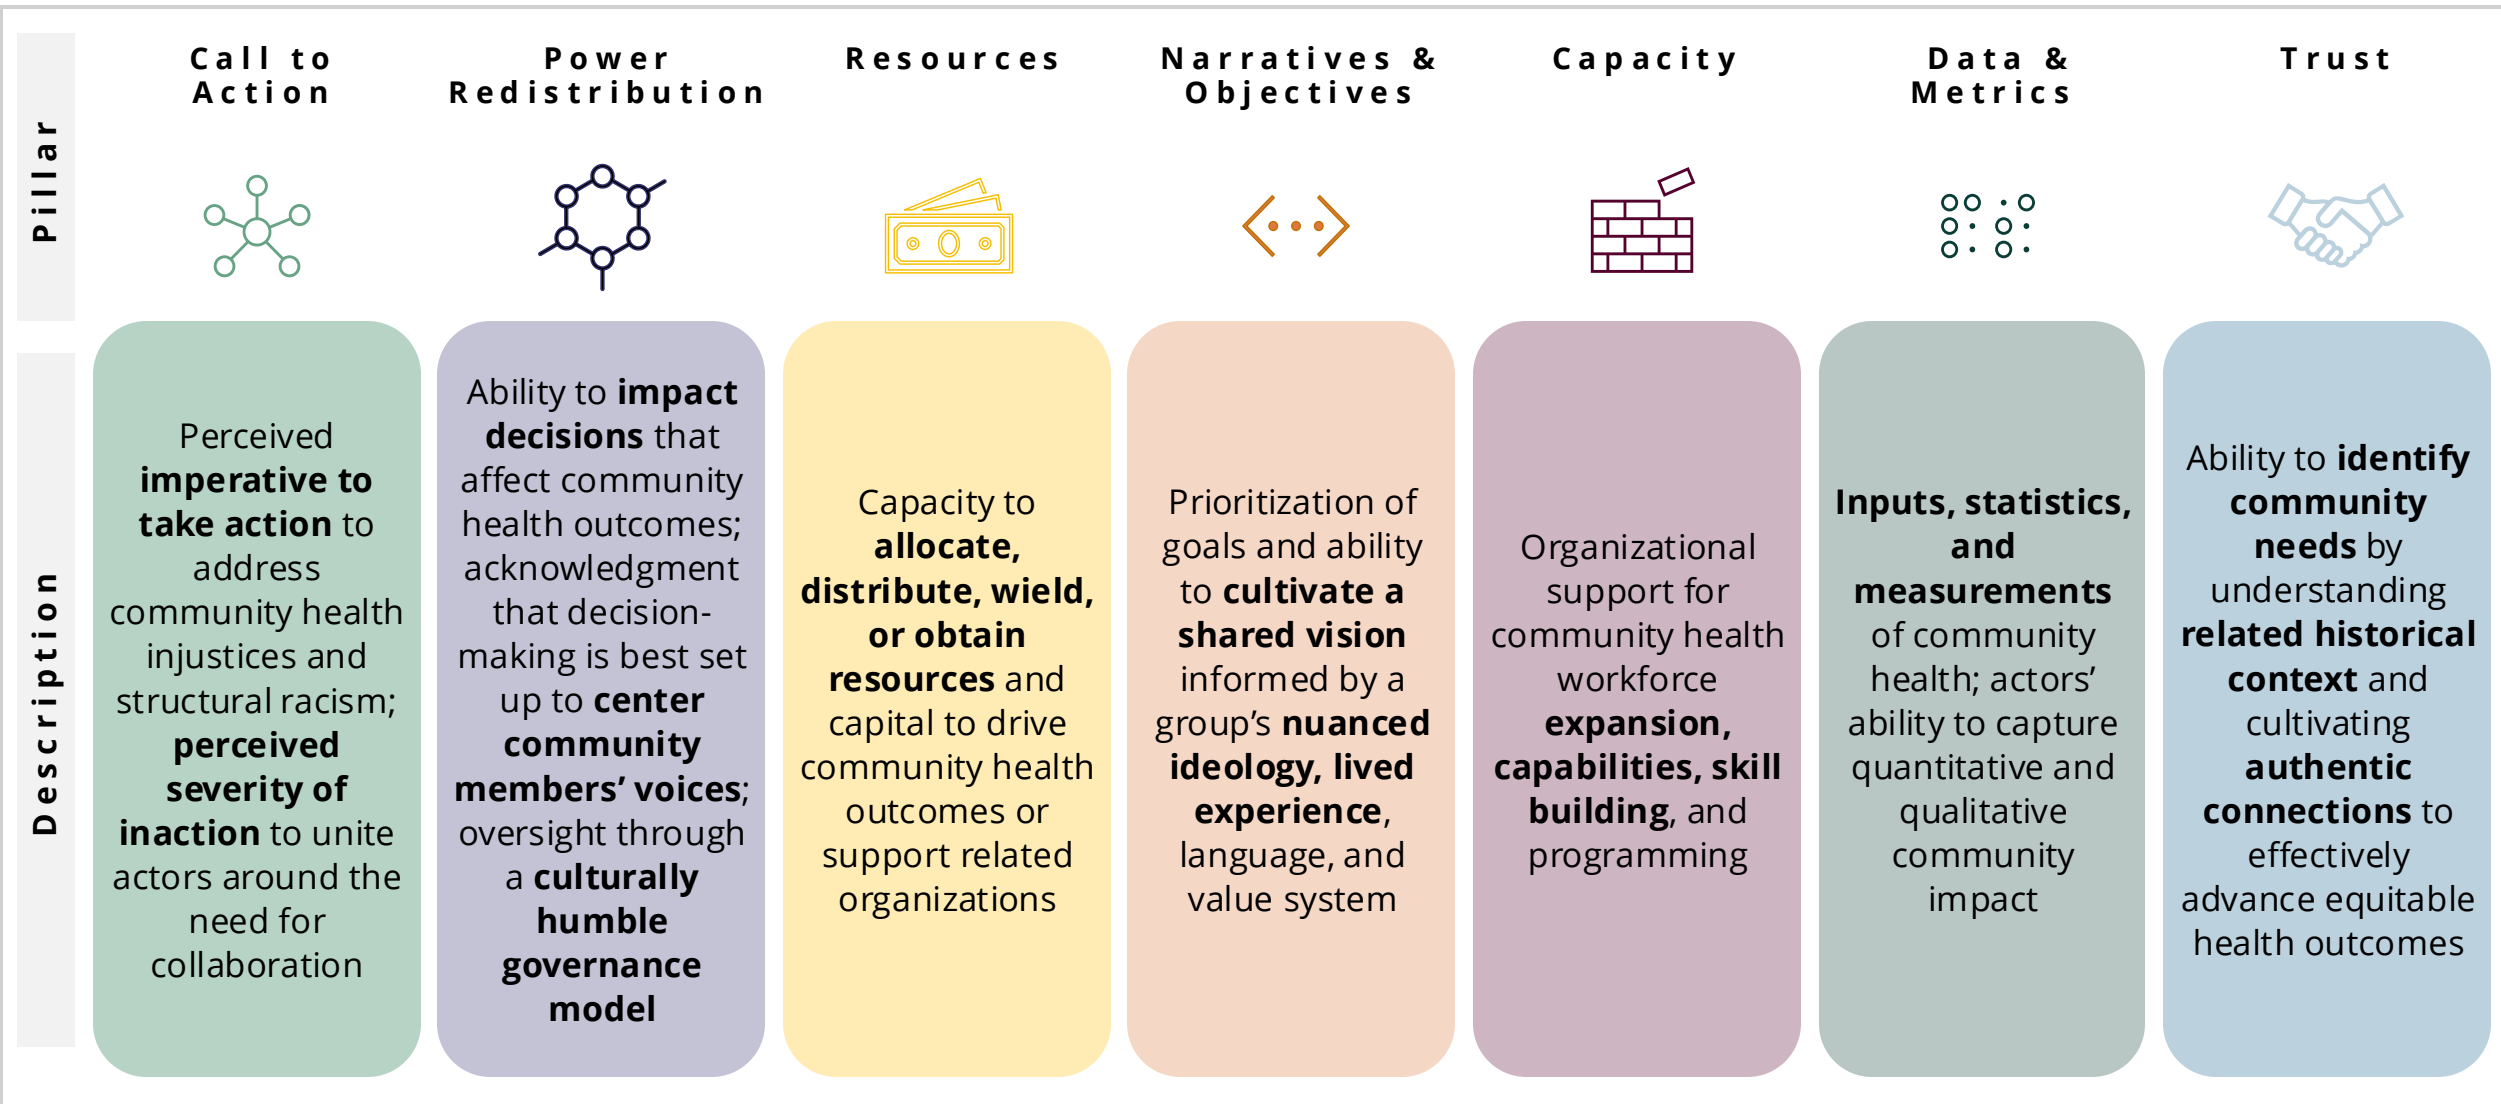 Pillar
Call to
Action
Power
Redistribution
Resources
Narratives &
Objectives
Capacity
Data &
Metrics
Trust
Description
Perceived
imperative to
take action to
address
community health
injustices and
structural racism;
perceived
severity of
inaction to unite
actors around the
need for
collaboration
Ability to impact
decisions that
affect community
health outcomes;
acknowledgment
that decision-
making is best set
up to center
community
members’ voices;
oversight through
a culturally
humble
governance
model
Capacity to
allocate,
distribute, wield,
or obtain
resources and
capital to drive
community health
outcomes or
support related
organizations
Prioritization of
goals and ability
to cultivate a
shared vision
informed by a
group’s nuanced
ideology, lived
experience,
language, and
value system
Organizational
support for
community health
workforce
expansion,
capabilities, skill
building, and
programming
Inputs, statistics,
and
measurements
of community
health; actors’
ability to capture
quantitative and
qualitative
community
impact
Ability to identify
community
needs by
understanding
related historical
context and
cultivating
authentic
connections to
effectively
advance equitable
health outcomes